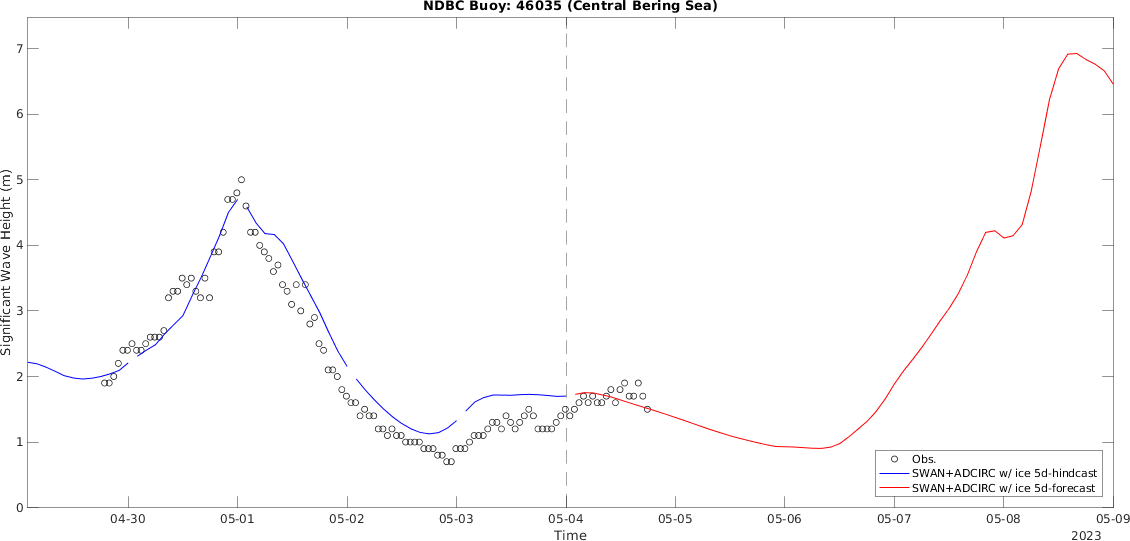 NDBC Buoy: 46035 (Central Bering Sea)
Significant Wave Height (m)
7
6
5
4
3
2
1
0
Obs.
SWAN+ADCIRC w/ ice 5d-hindcast
SWAN+ADCIRC w/ ice 5d-forecast
04-30 05-01 05-02 05-03 05-04 05-05 05-06 05-07 05-08 05-09
Time 2023